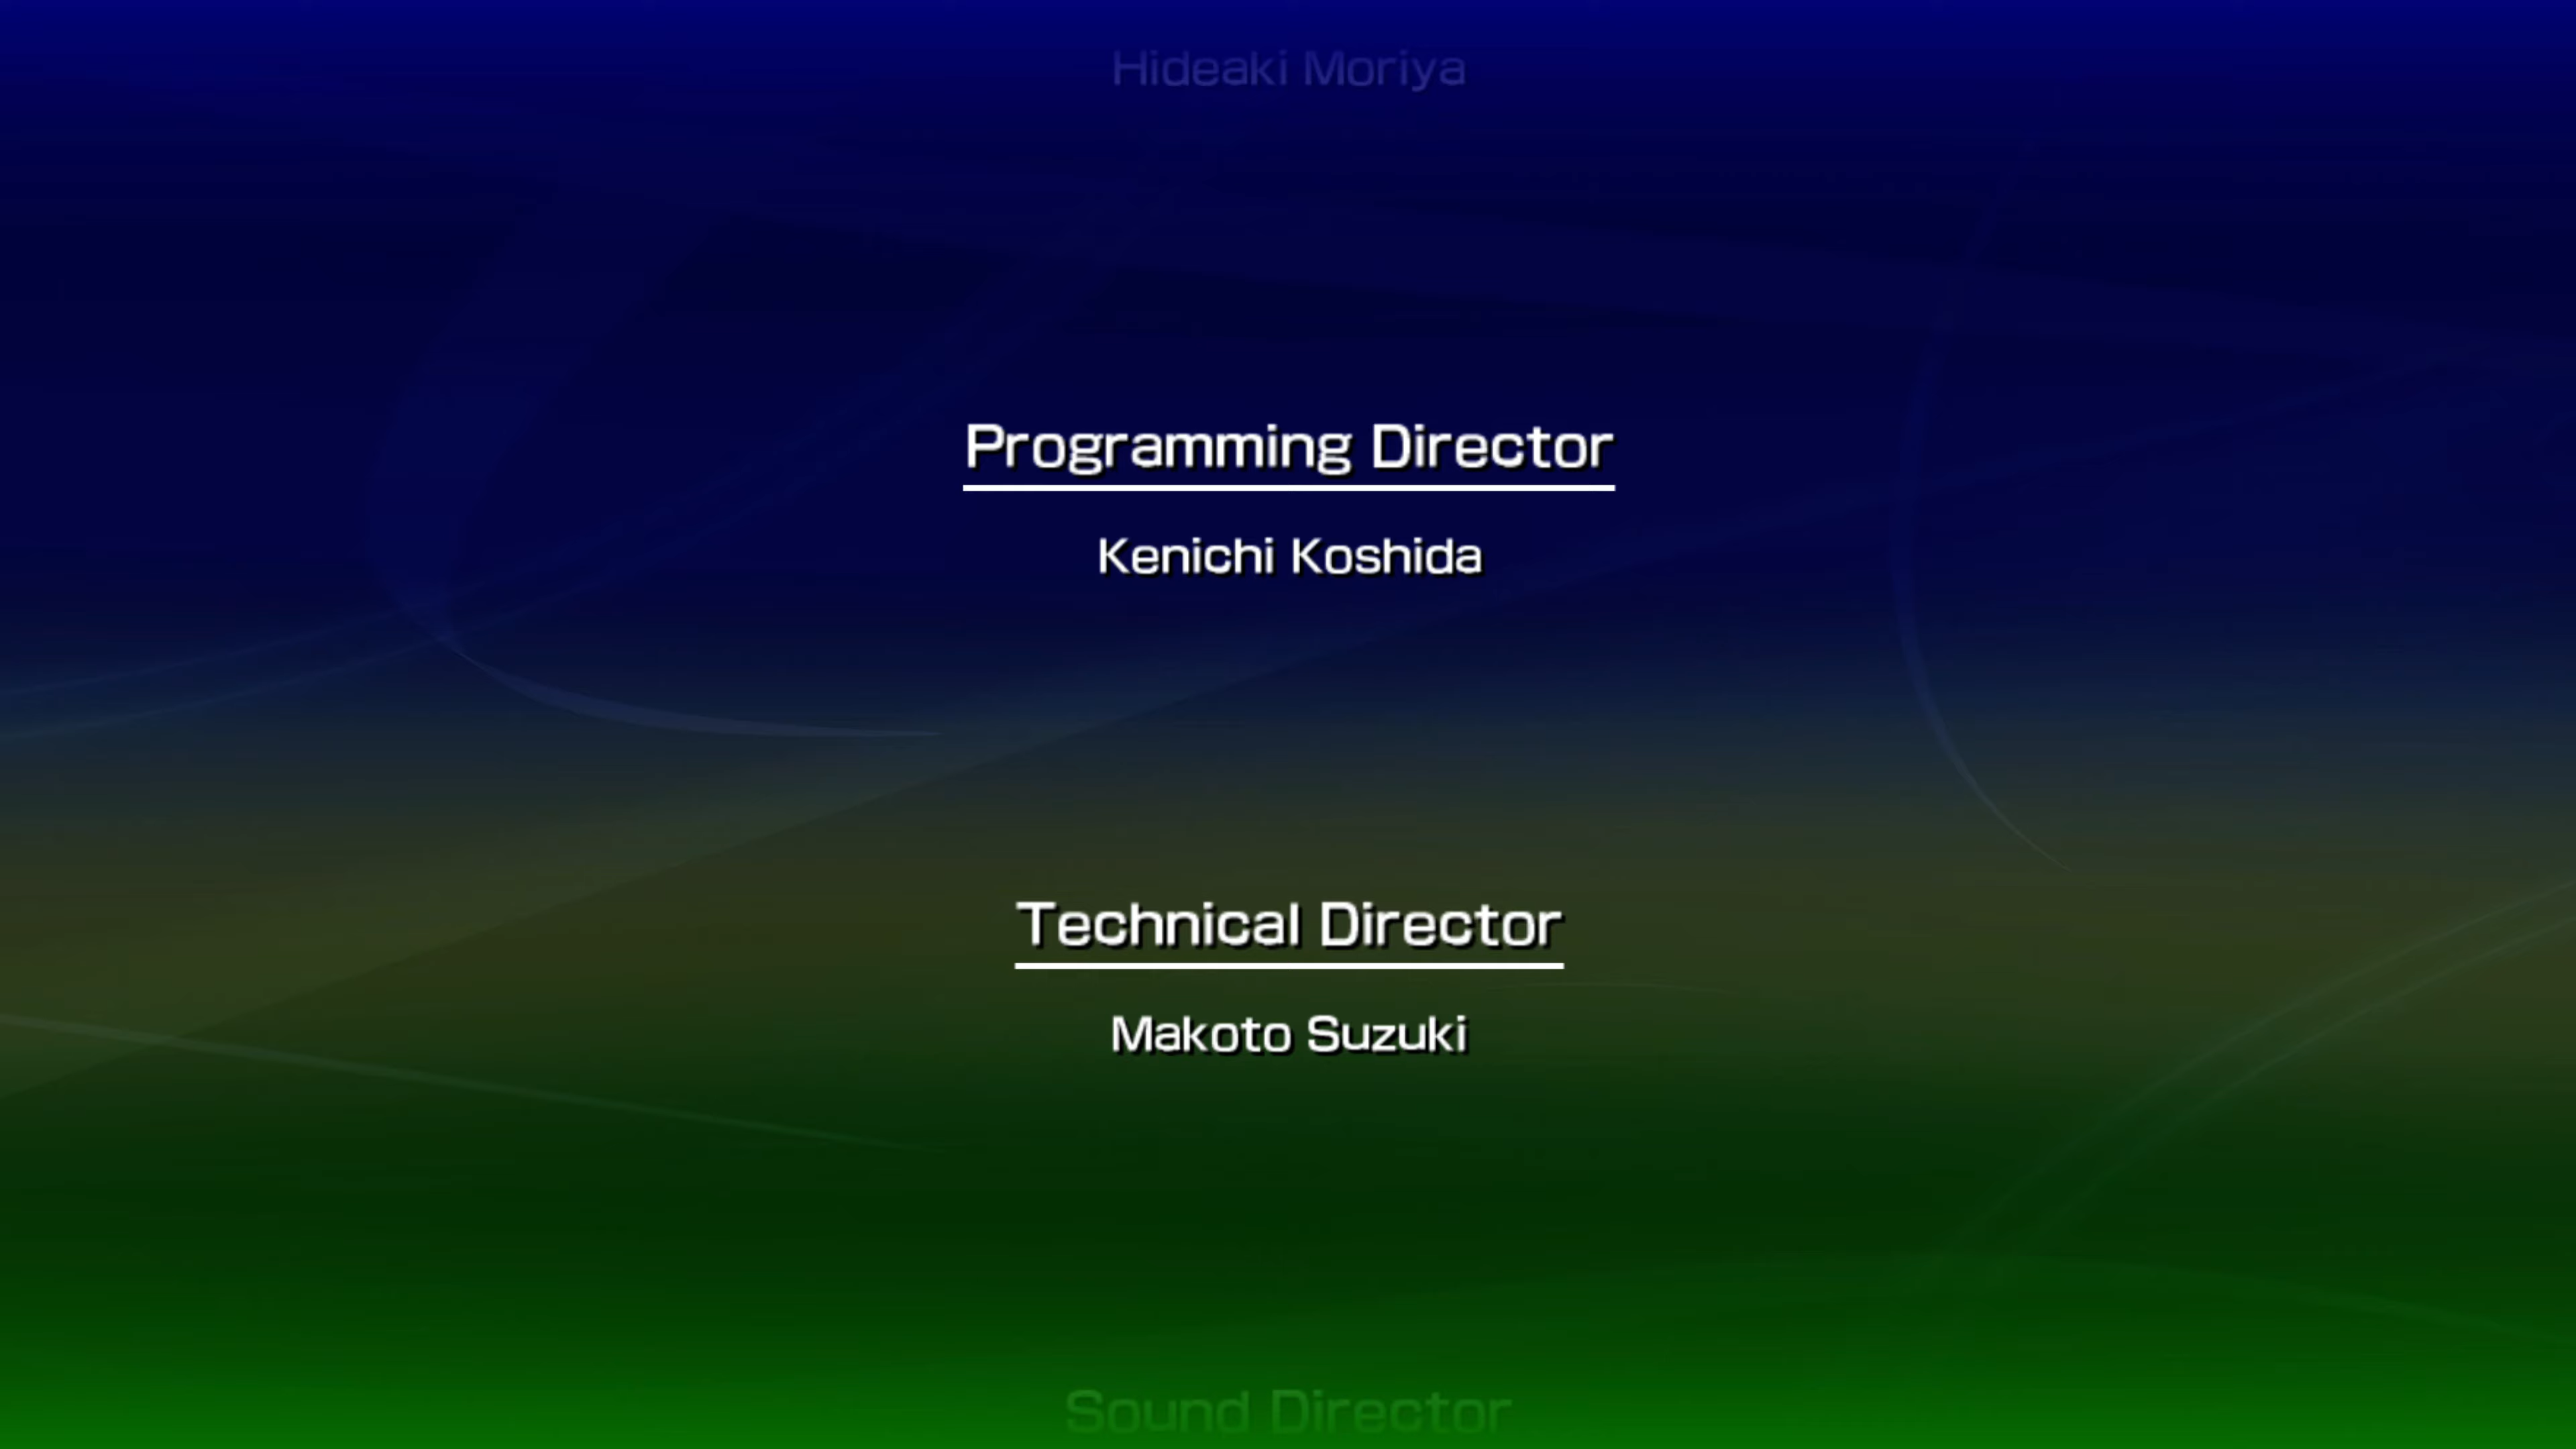 Hideaki Moriya
Programming Director
Kenichi Koshida
Technical Director
Makoto Suzuki
Sound Director